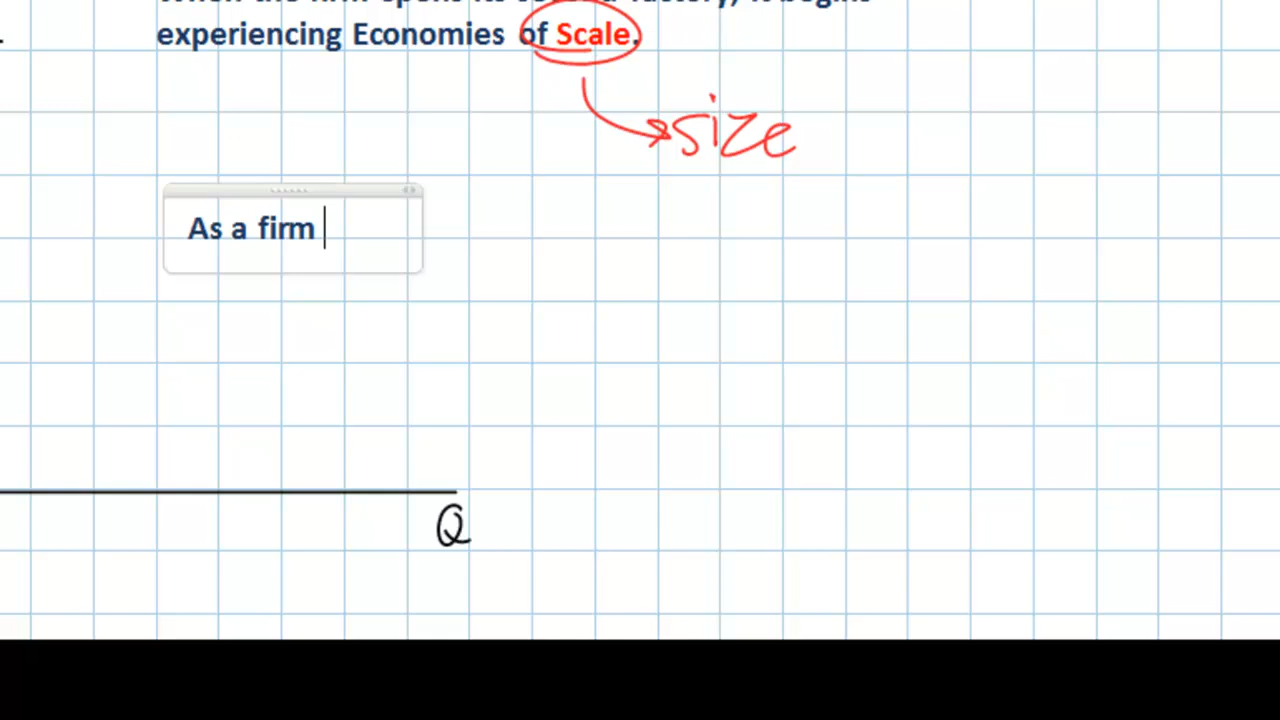 experiencing Economies of Scale.
size
As a firm
Q